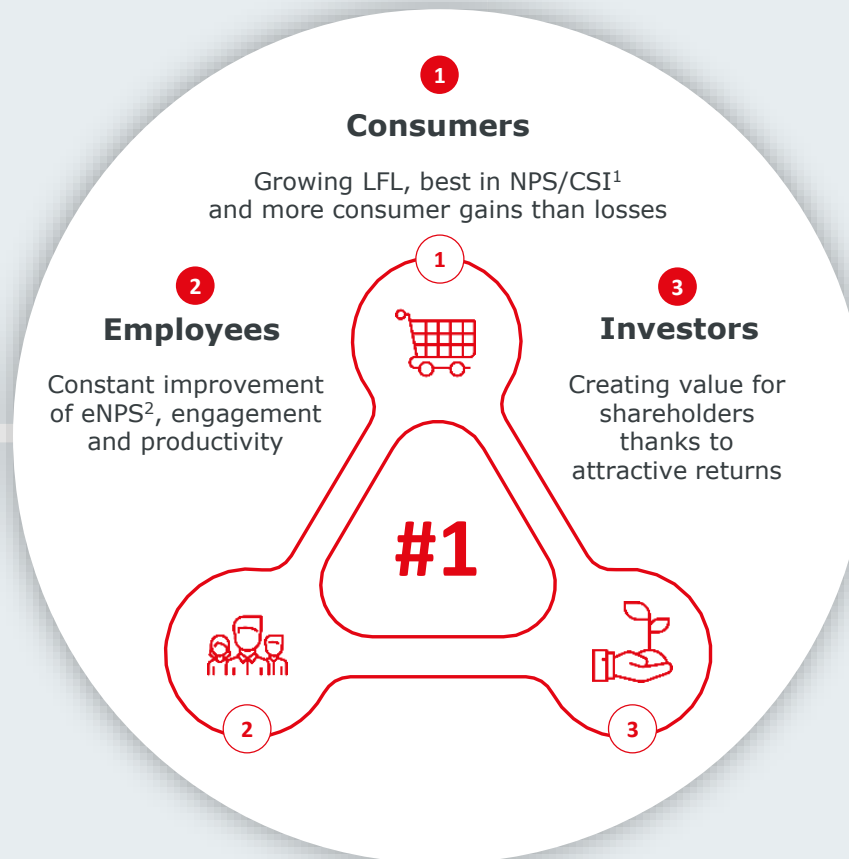 1
Consumers
Growing LFL, best in NPS/CSI¹
and more consumer gains than losses
1
2
Employees
Constant improvement
of eNPS², engagement
and productivity
3
Investors
Creating value for
shareholders
thanks to
attractive returns
#1
2
3